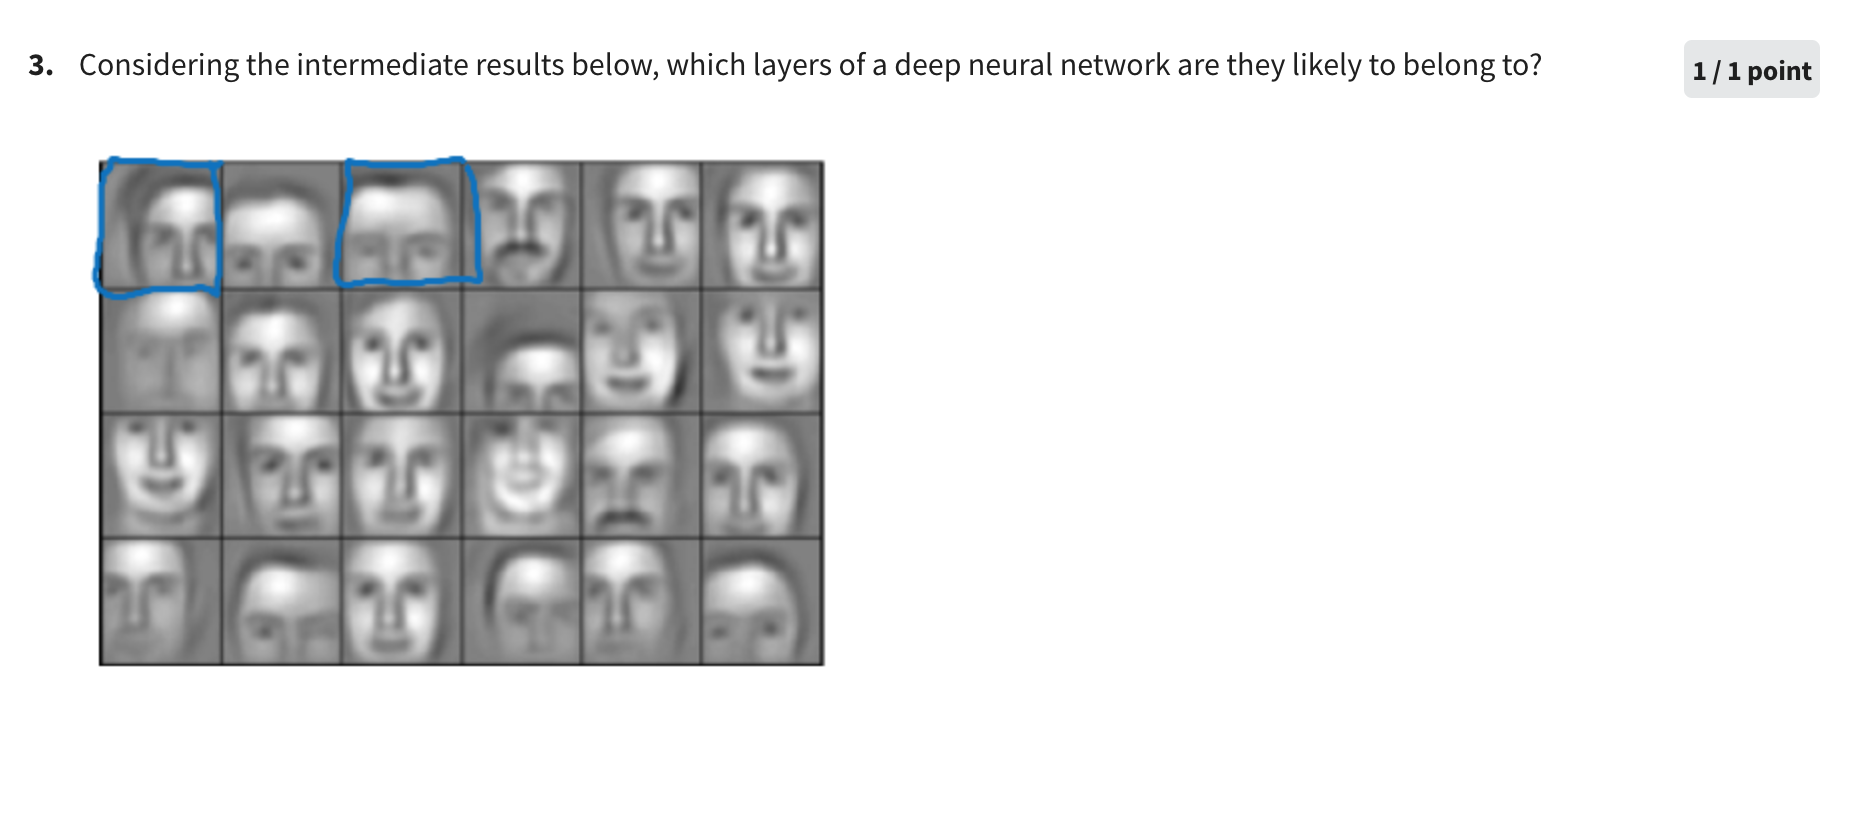 3. Considering the intermediate results below, which layers of a deep neural network are they likely to belong to?
1 / 1 point